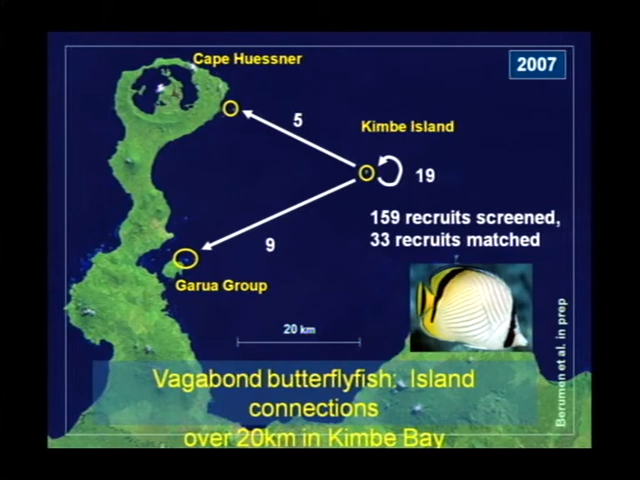 Cape Huessner
2007
5
Kimbe Island
19
159 recruits screened,
33 recruits matched
9
Garua Group
20 km
Vagabond butterflyfish: Island
connections
over 20km in Kimbe Bay
Berumen et al. in prep